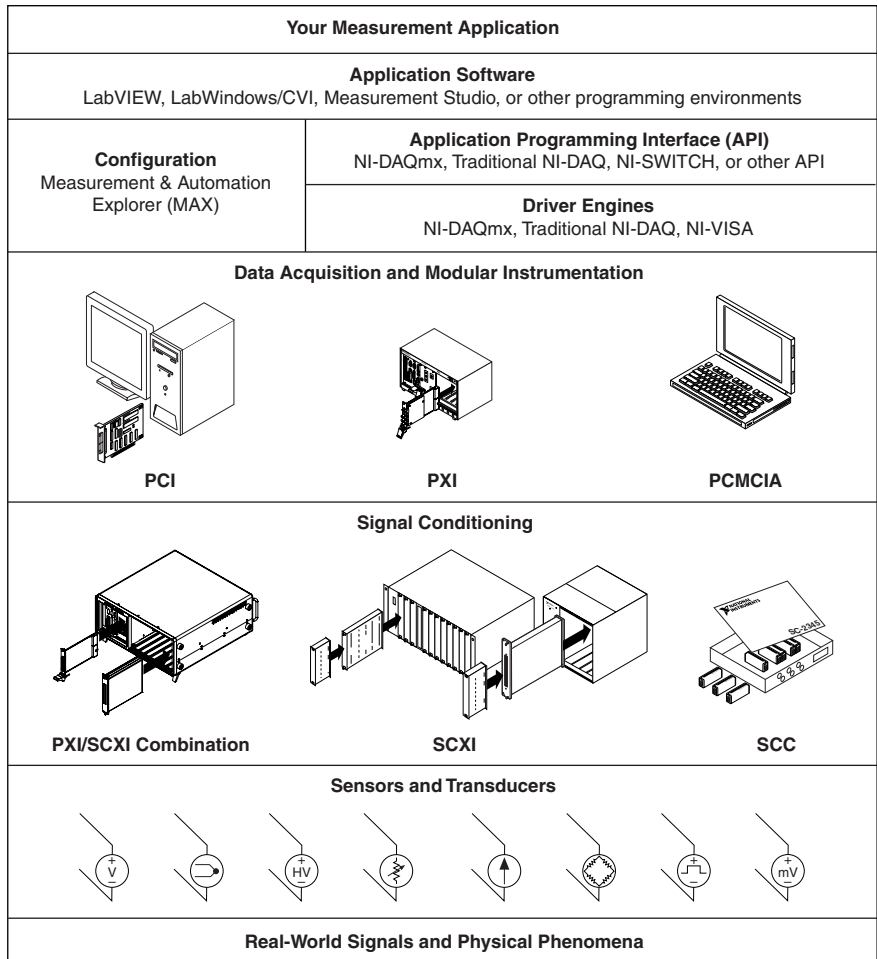 Your Measurement Application
Application Software
LabVIEW, LabWindows/CVI, Measurement Studio, or other programming environments
Configuration
Measurement & Automation
Explorer (MAX)
Application Programming Interface (API)
NI-DAQmx, Traditional NI-DAQ, NI-SWITCH, or other API
Driver Engines
NI-DAQmx, Traditional NI-DAQ, NI-VISA
Data Acquisition and Modular Instrumentation
PCI
PXI
PCMCIA
Signal Conditioning
NATIONAL
INSTRUMENTS
SC-2345
PXI/SCXI Combination
SCXI
SCC
Sensors and Transducers
+
V
–
+
HV
–
+
–
+
mV
–
Real-World Signals and Physical Phenomena